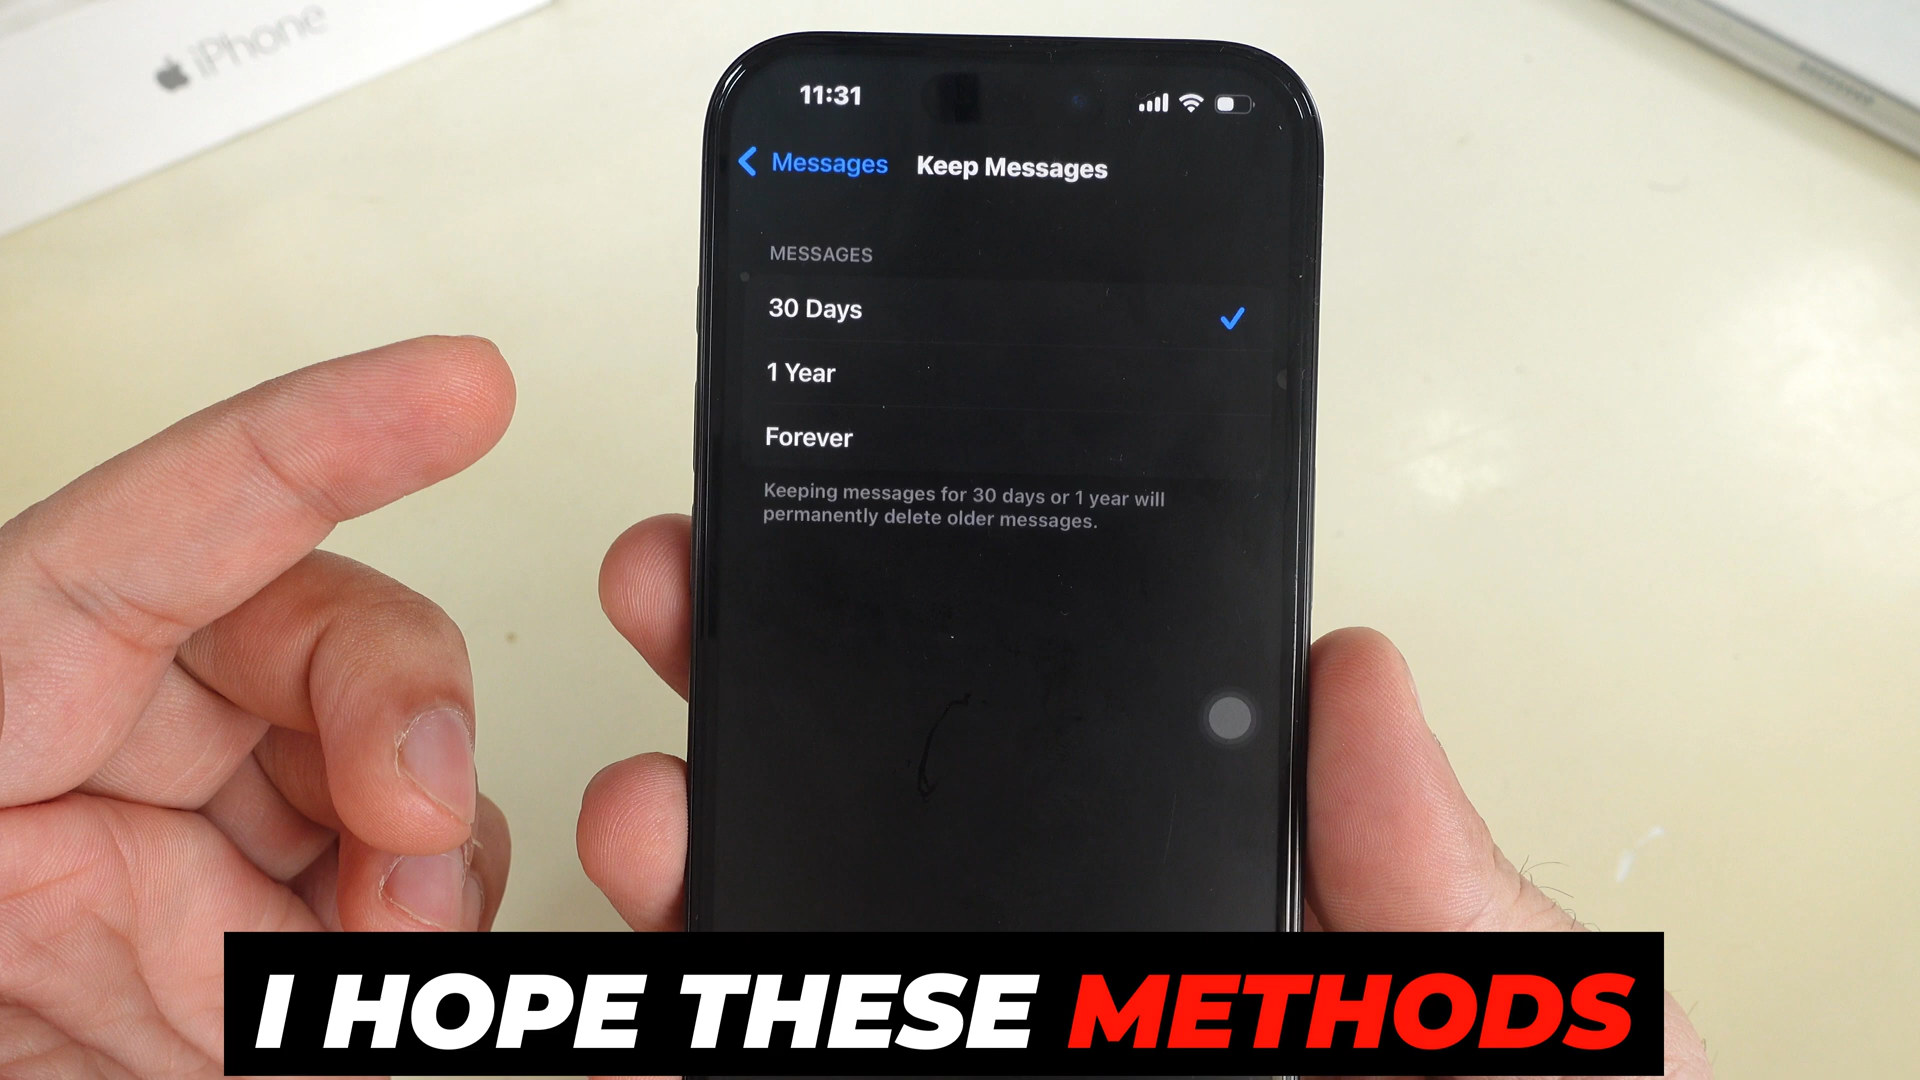 iPhone
11:31
Messages Keep Messages
MESSAGES
30 Days
1 Year
Forever
Keeping messages for 30 days or 1 year will
permanently delete older messages.
I HOPE THESE METHODS